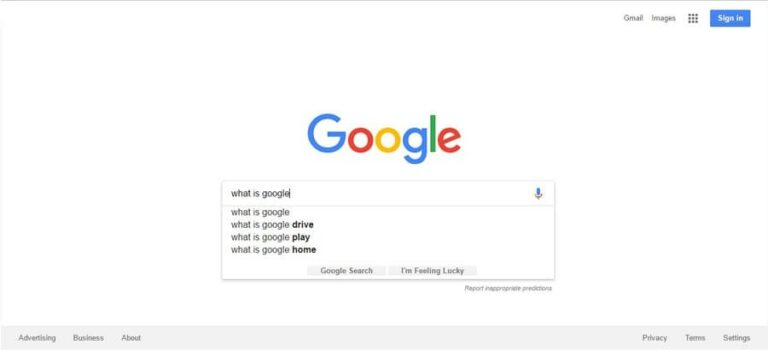 Gmail Images Sign in
Google
what is google
what is google
what is google drive
what is google play
what is google home
Google Search I'm Feeling Lucky
Report inappropriate predictions
Advertising Business About Privacy Terms Settings